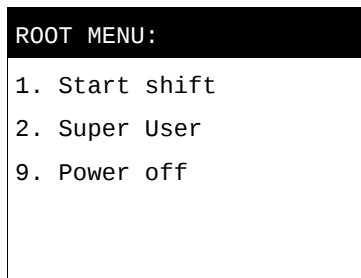 ROOT MENU:
1. Start shift
2. Super User
9. Power off